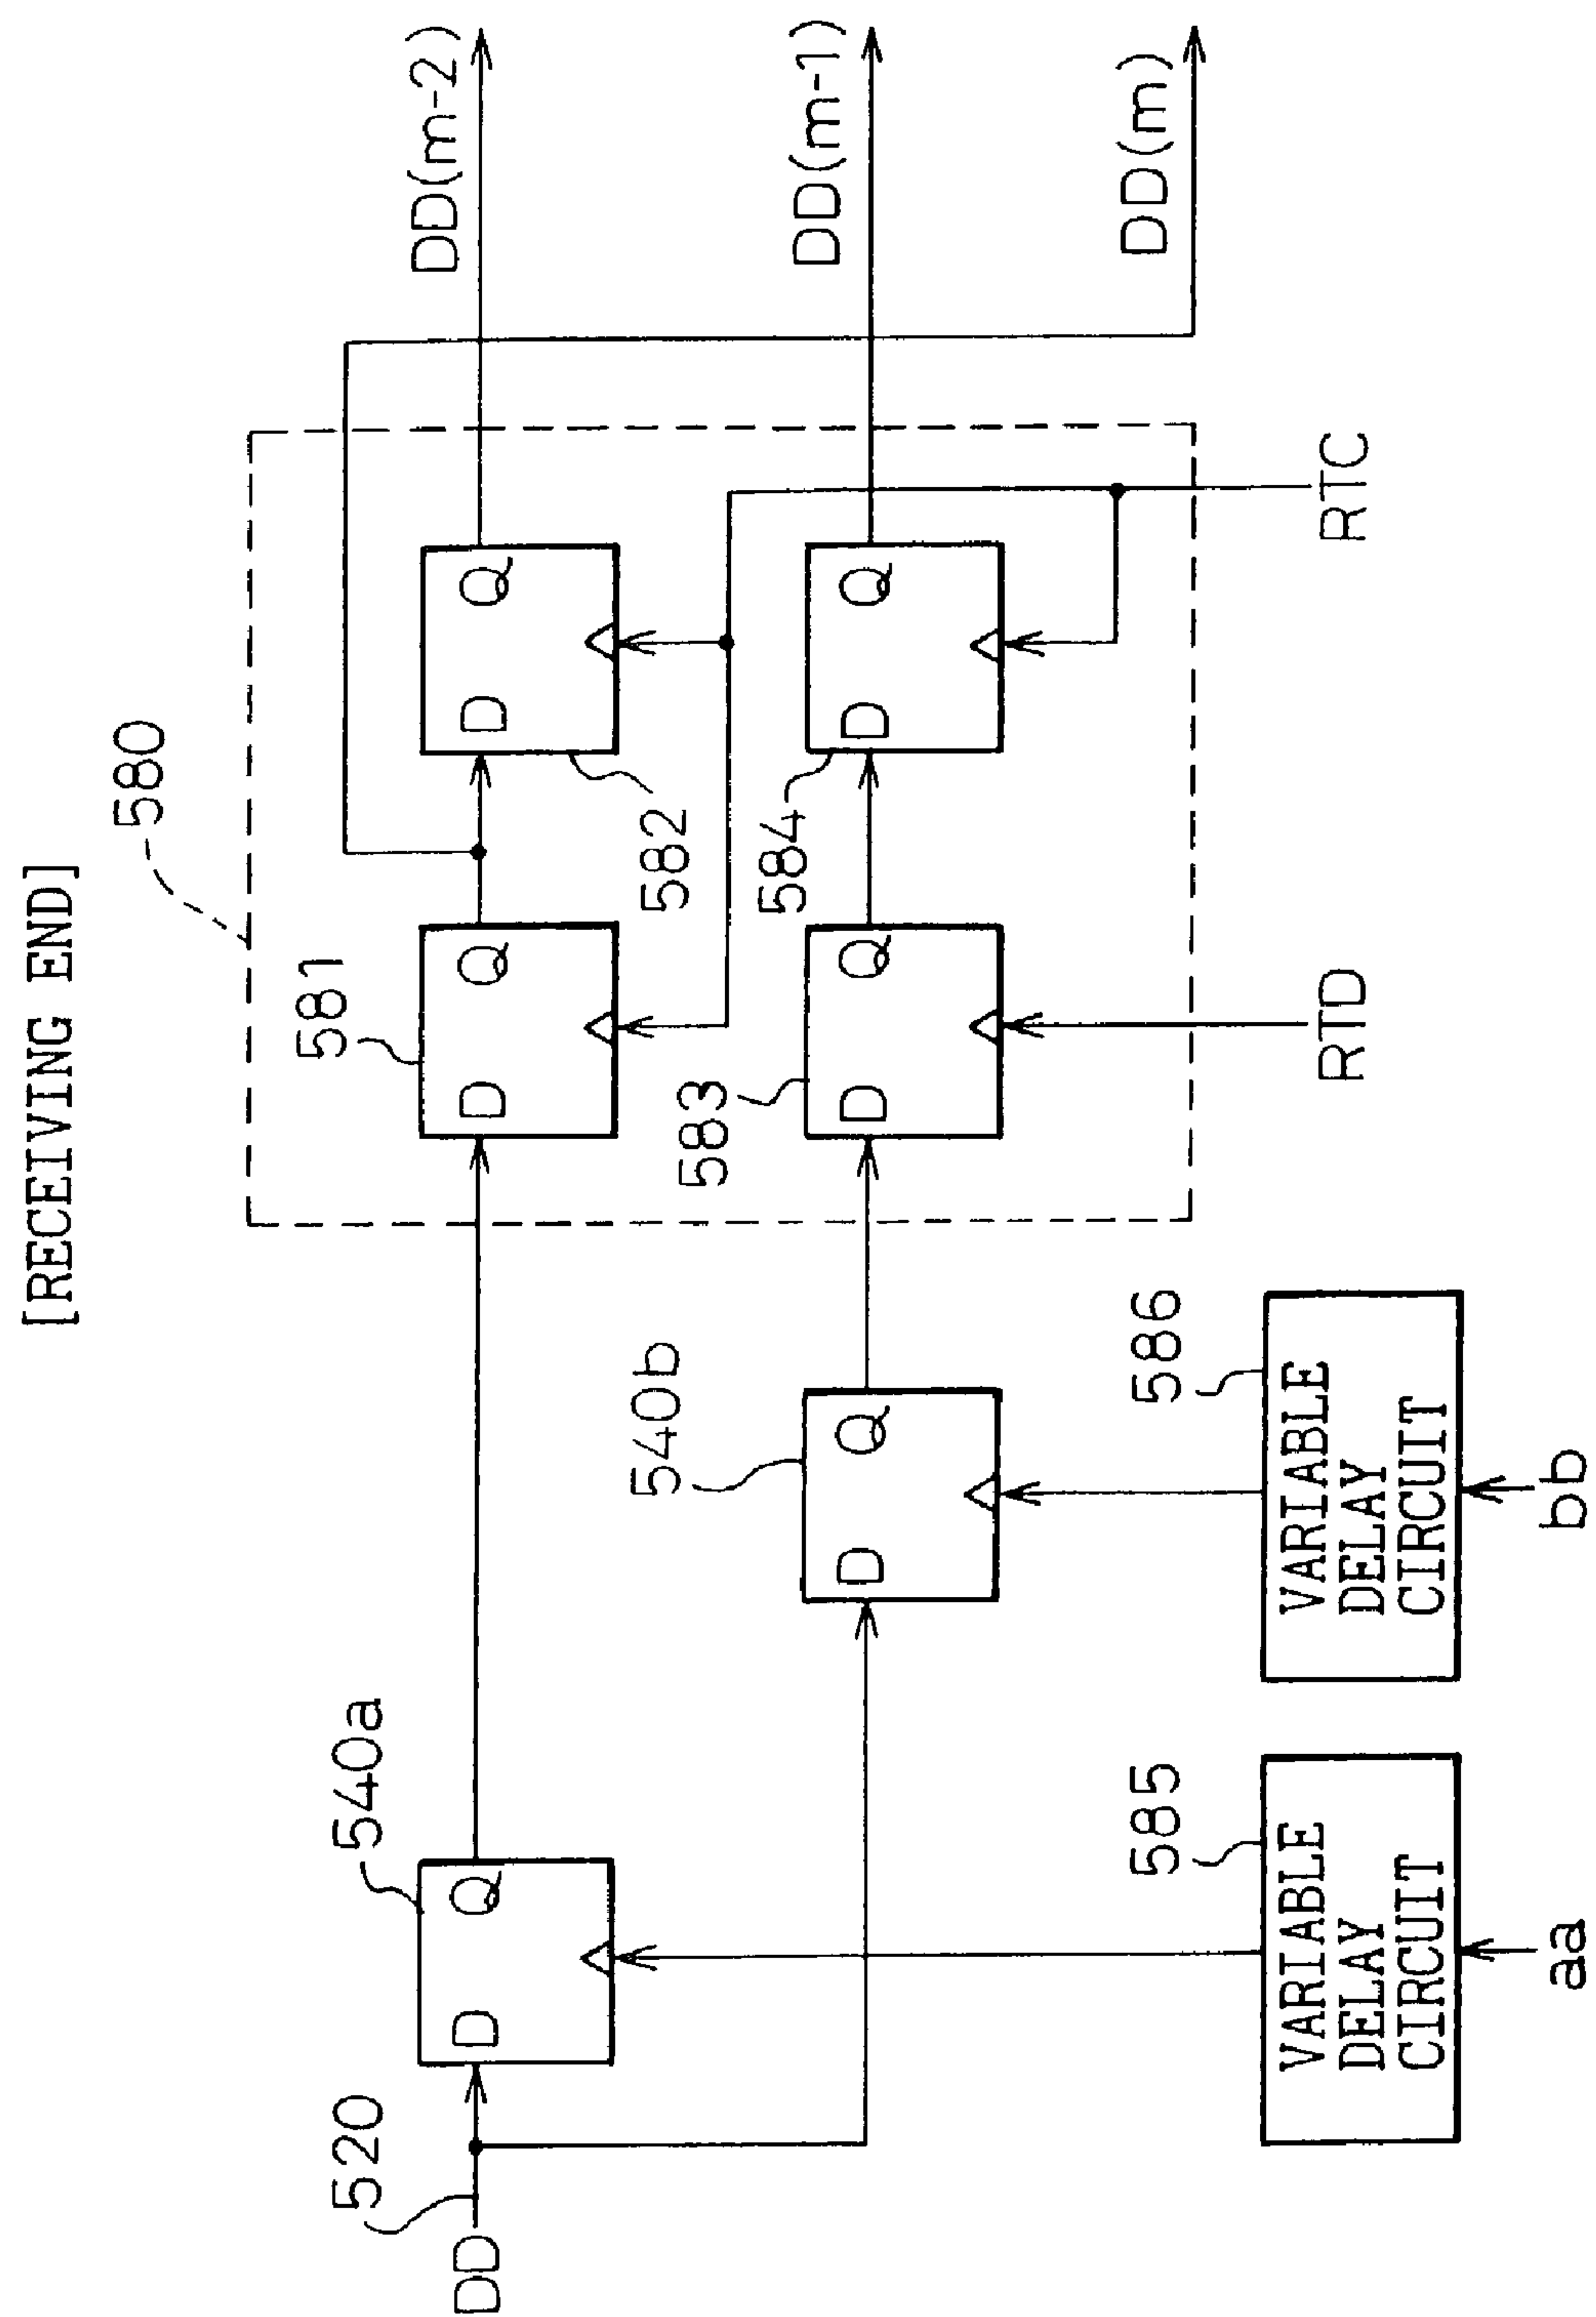 [RECEIVING END]
580
DD
520
540a
D Q
581
D Q
582
D Q
DD(m-2)
540b
D Q
583
D Q
584
D Q
DD(m-1)
DD(m)
585
VARIABLE
DELAY
CIRCUIT
aa
586
VARIABLE
DELAY
CIRCUIT
bb
RTD
RTC